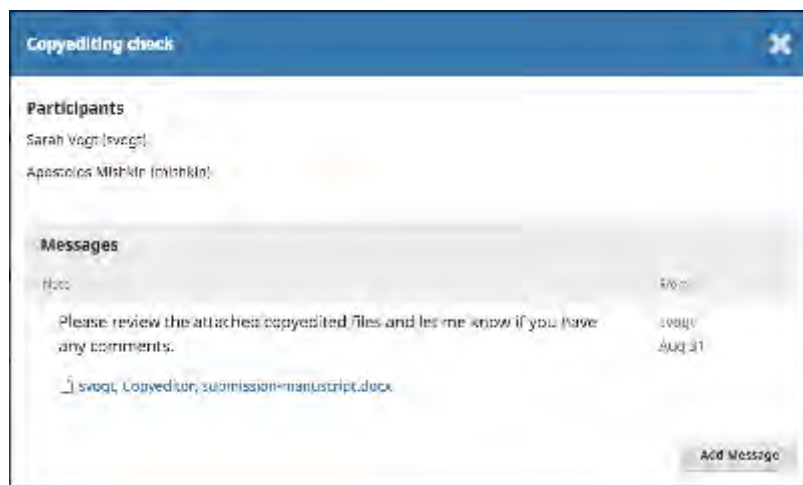 Copyediting check
Participants
Sarah Vogt (svogt)
Apostolos Mishkin (mishkin)
Messages
Note From
Please review the attached copyedited files and let me know if you have svogt
any comments. Aug 31
svogt, Copyeditor, submission-manuscript.docx
Add Message